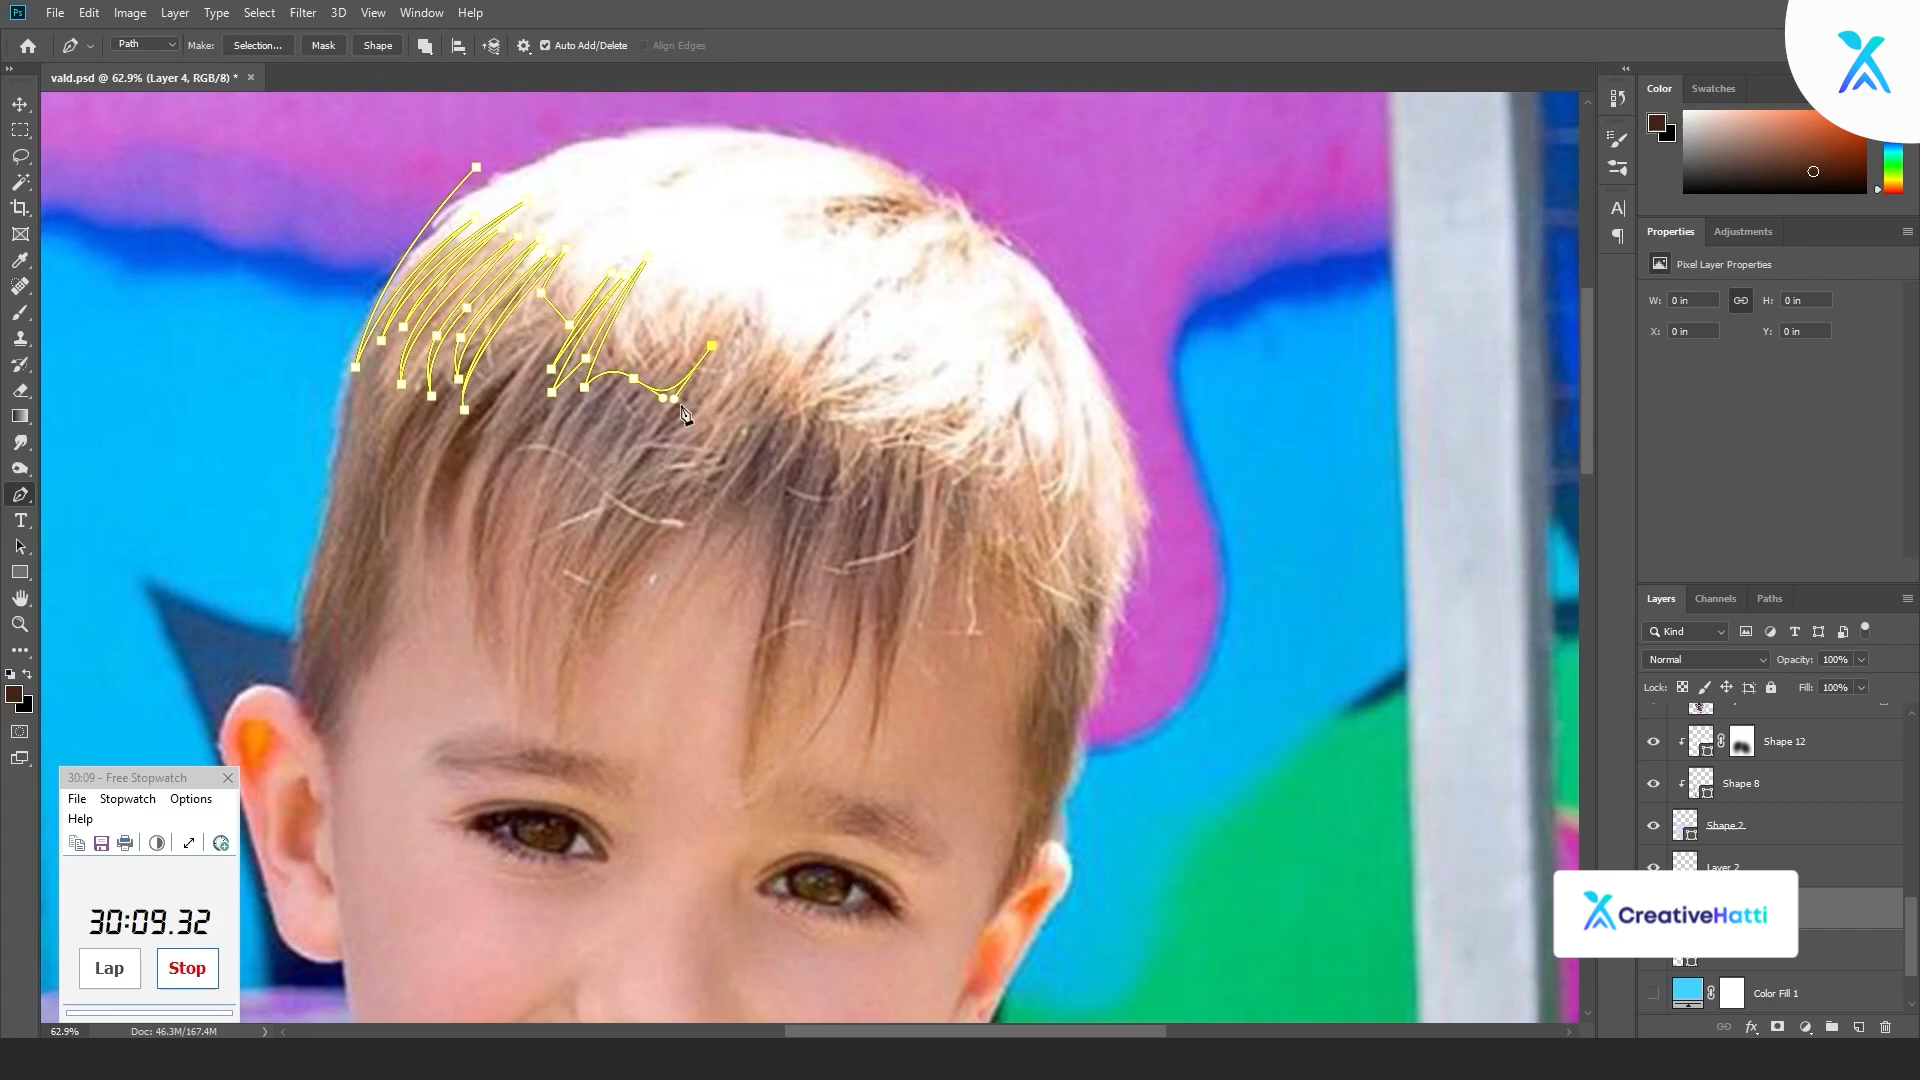 Ps File Edit Image Layer Type Select Filter 3D View Window Help
Path Make: Selection... Mask Shape Auto Add/Delete Align Edges
vald.psd @ 62.9% (Layer 4, RGB/8) *
Color Swatches
Properties Adjustments
Pixel Layer Properties
W: 0 in H: 0 in
X: 0 in Y: 0 in
Layers Channels Paths
Kind
Normal Opacity: 100%
Lock: Fill: 100%
Shape 12
Shape 8
Shape 2
Layer 2
CreativeHatti
Color Fill 1
30:09 - Free Stopwatch
File Stopwatch Options
Help
30:09.32
Lap Stop
62.9% Doc: 46.3M/167.4M